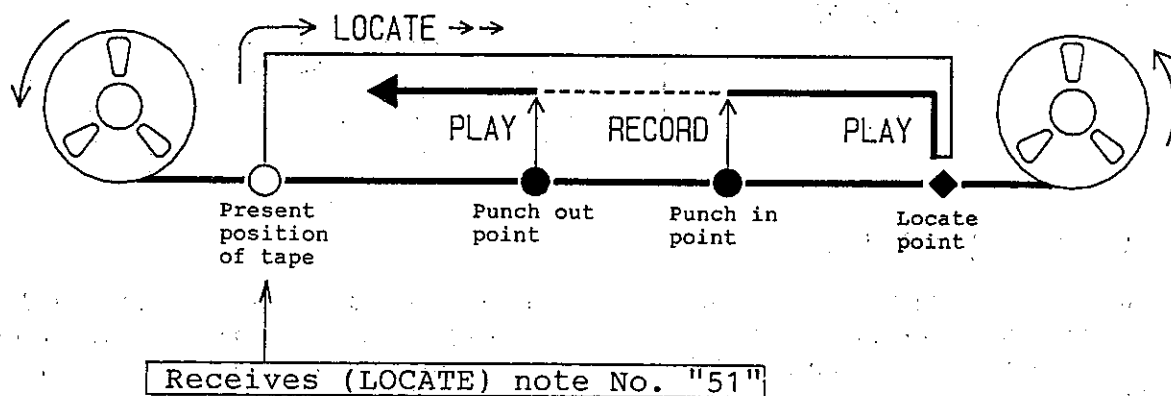 LOCATE
PLAY RECORD PLAY
Present Punch out Punch in Locate
position point point point
of tape
Receives (LOCATE) note No. "51"